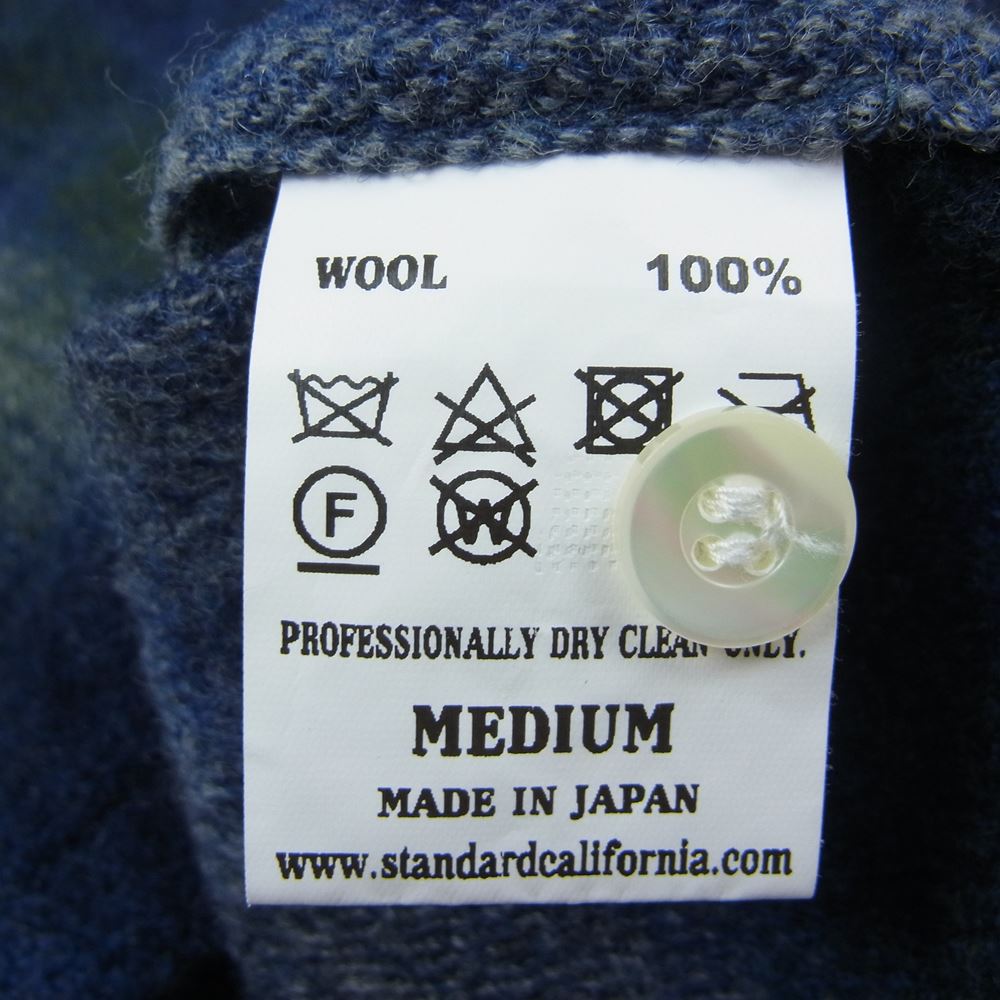 WOOL 100%
F W
PROFESSIONALLY DRY CLEAN ONLY.
MEDIUM
MADE IN JAPAN
www.standardcalifornia.com